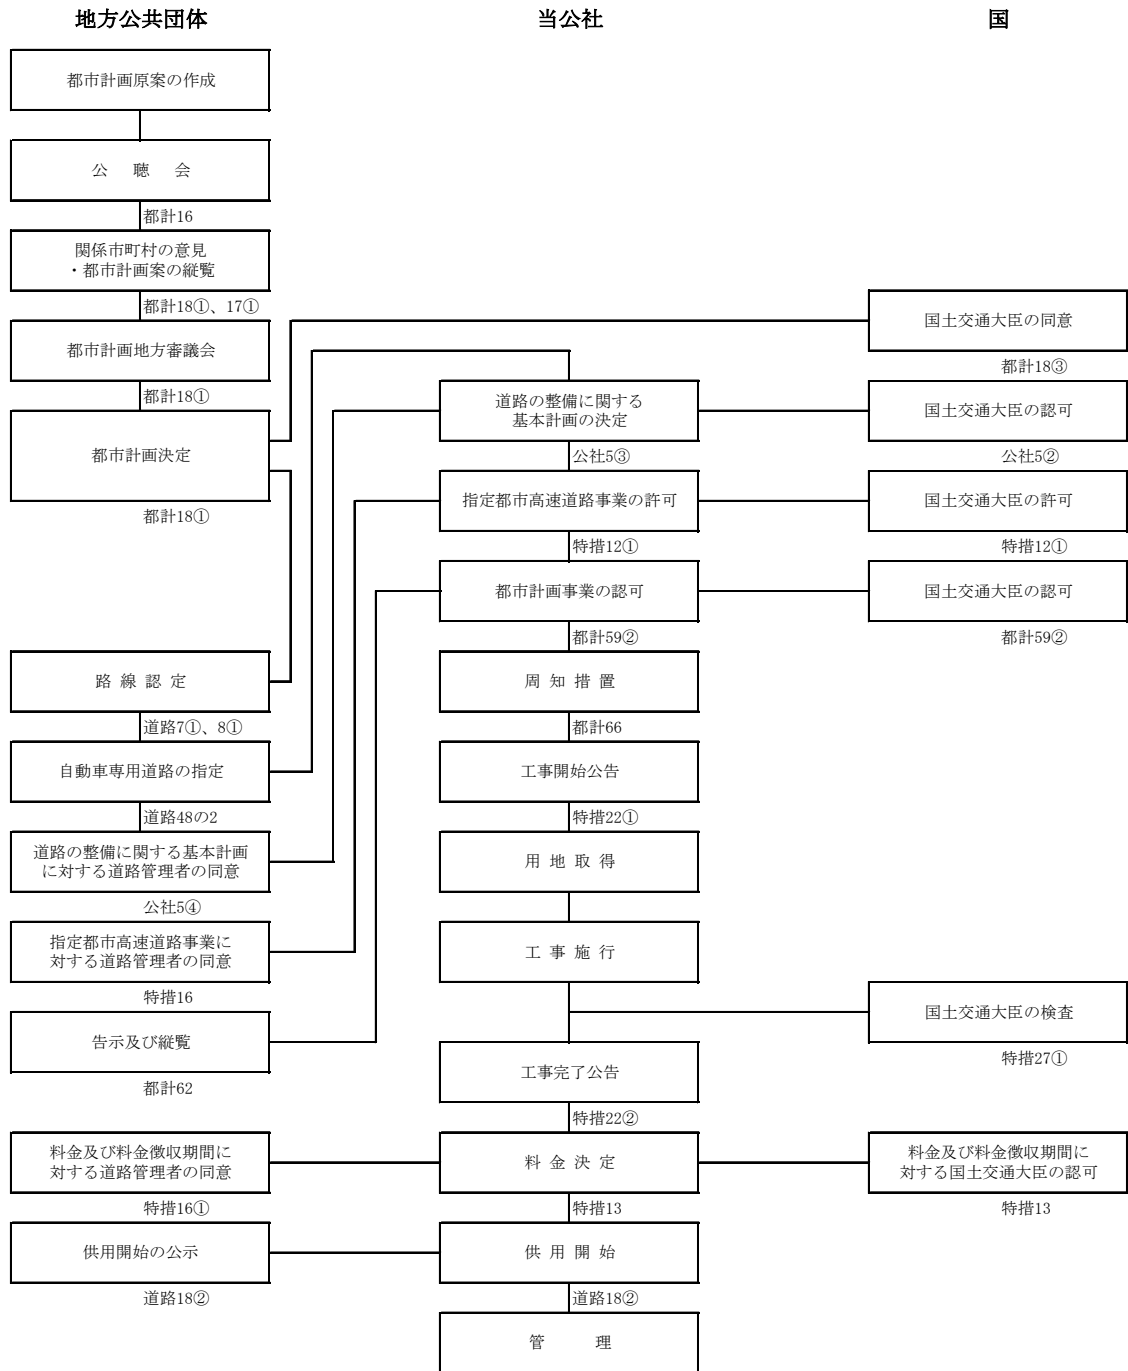 地方公共団体
当公社
国
都市計画原案の作成
公 聴 会
都計16
関係市町村の意見
・都市計画案の縦覧
都計18①、17①
都市計画地方審議会
都計18①
都市計画決定
都計18①
路 線 認 定
道路7①、8①
自動車専用道路の指定
道路48の2
道路の整備に関する基本計画
に対する道路管理者の同意
公社5④
指定都市高速道路事業に
対する道路管理者の同意
特措16
告示及び縦覧
都計62
料金及び料金徴収期間に
対する道路管理者の同意
特措16①
供用開始の公示
道路18②
道路の整備に関する
基本計画の決定
公社5③
指定都市高速道路事業の許可
特措12①
都市計画事業の認可
都計59②
周 知 措 置
都計66
工事開始公告
特措22①
用 地 取 得
工 事 施 行
工事完了公告
特措22②
料 金 決 定
特措13
供 用 開 始
道路18②
管 理
国土交通大臣の同意
都計18③
国土交通大臣の認可
公社5②
国土交通大臣の許可
特措12①
国土交通大臣の認可
都計59②
国土交通大臣の検査
特措27①
料金及び料金徴収期間に
対する国土交通大臣の認可
特措13